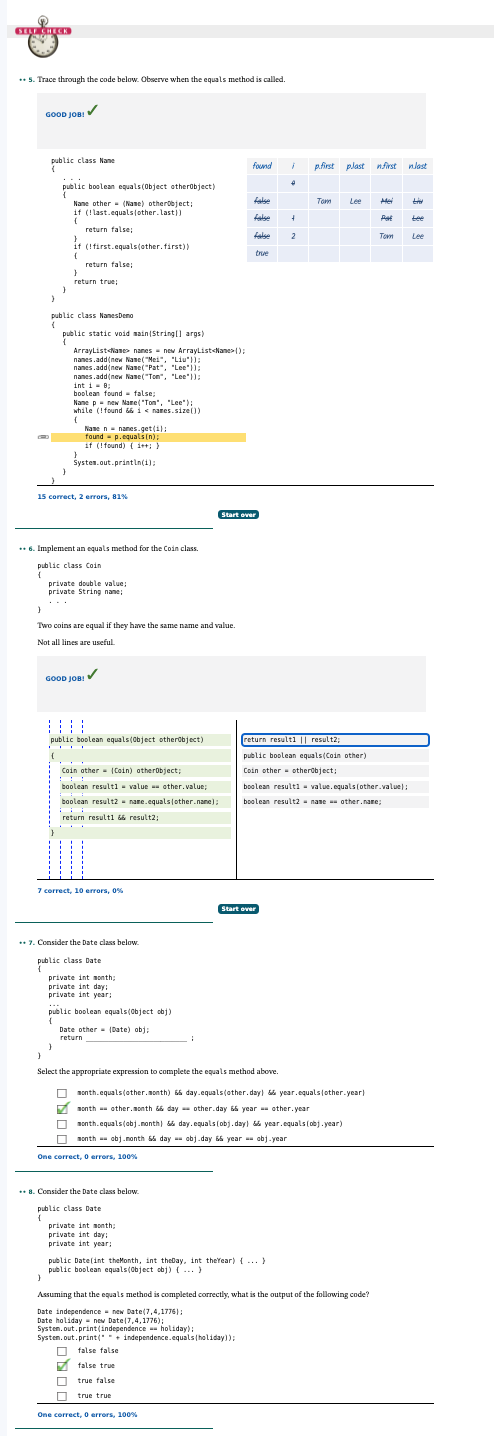 SELF CHECK
•• 5. Trace through the code below. Observe when the equals method is called.
GOOD JOB!
public class Name
{
. . .
public boolean equals(Object otherObject)
{
Name other = (Name) otherObject;
if (!last.equals(other.last))
{
return false;
}
if (!first.equals(other.first))
{
return false;
}
return true;
}
}
found i p.first p.last n.first n.last
0
false Tom Lee Mei Liu
false 1 Pat Lee
false 2 Tom Lee
true
public class NamesDemo
{
public static void main(String[] args)
{
ArrayList<Name> names = new ArrayList<Name>();
names.add(new Name("Mei", "Liu"));
names.add(new Name("Pat", "Lee"));
names.add(new Name("Tom", "Lee"));
int i = 0;
boolean found = false;
Name p = new Name("Tom", "Lee");
while (!found && i < names.size())
{
Name n = names.get(i);
found = p.equals(n);
if (!found) { i++; }
}
System.out.println(i);
}
}
15 correct, 2 errors, 81%
Start over
•• 6. Implement an equals method for the Coin class.
public class Coin
{
private double value;
private String name;
. . .
}
Two coins are equal if they have the same name and value.
Not all lines are useful.
GOOD JOB!
public boolean equals(Object otherObject)
{
Coin other = (Coin) otherObject;
boolean result1 = value == other.value;
boolean result2 = name.equals(other.name);
return result1 && result2;
}
return result1 || result2;
public boolean equals(Coin other)
Coin other = otherObject;
boolean result1 = value.equals(other.value);
boolean result2 = name == other.name;
7 correct, 10 errors, 0%
Start over
•• 7. Consider the Date class below.
public class Date
{
private int month;
private int day;
private int year;
...
public boolean equals(Object obj)
{
Date other = (Date) obj;
return ____________________________ ;
}
}
Select the appropriate expression to complete the equals method above.
month.equals(other.month) && day.equals(other.day) && year.equals(other.year)
month == other.month && day == other.day && year == other.year
month.equals(obj.month) && day.equals(obj.day) && year.equals(obj.year)
month == obj.month && day == obj.day && year == obj.year
One correct, 0 errors, 100%
•• 8. Consider the Date class below.
public class Date
{
private int month;
private int day;
private int year;
public Date(int theMonth, int theDay, int theYear) { ... }
public boolean equals(Object obj) { ... }
}
Assuming that the equals method is completed correctly, what is the output of the following code?
Date independence = new Date(7,4,1776);
Date holiday = new Date(7,4,1776);
System.out.print(independence == holiday);
System.out.print(" " + independence.equals(holiday));
false false
false true
true false
true true
One correct, 0 errors, 100%